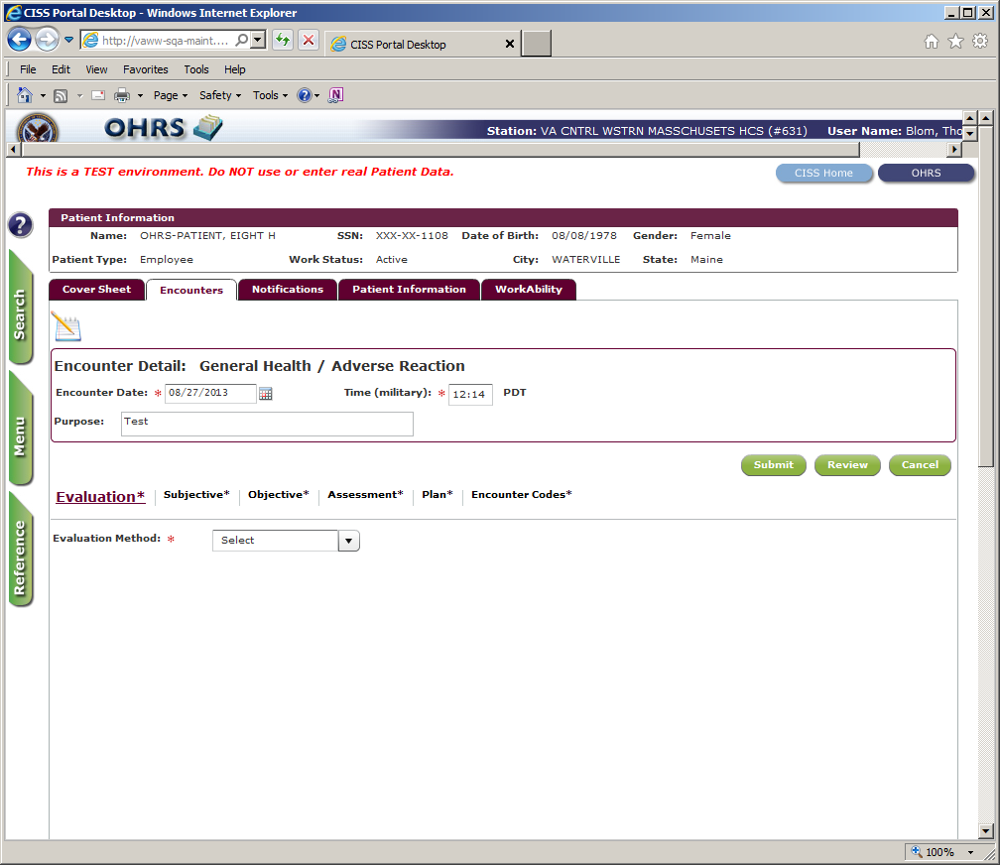 CISS Portal Desktop - Windows Internet Explorer
http://vaww-sqa-maint....
CISS Portal Desktop
File Edit View Favorites Tools Help
Page Safety Tools
OHRS
Station: VA CNTRL WSTRN MASSCHUSETS HCS (#631) User Name: Blom, Tho
This is a TEST environment. Do NOT use or enter real Patient Data.
CISS Home OHRS
Patient Information
Name: OHRS-PATIENT, EIGHT H SSN: XXX-XX-1108 Date of Birth: 08/08/1978 Gender: Female
Patient Type: Employee Work Status: Active City: WATERVILLE State: Maine
Search
Menu
Reference
Cover Sheet Encounters Notifications Patient Information WorkAbility
Encounter Detail: General Health / Adverse Reaction
Encounter Date: * 08/27/2013 Time (military): * 12:14 PDT
Purpose: Test
Submit Review Cancel
Evaluation* Subjective* Objective* Assessment* Plan* Encounter Codes*
Evaluation Method: * Select
100%